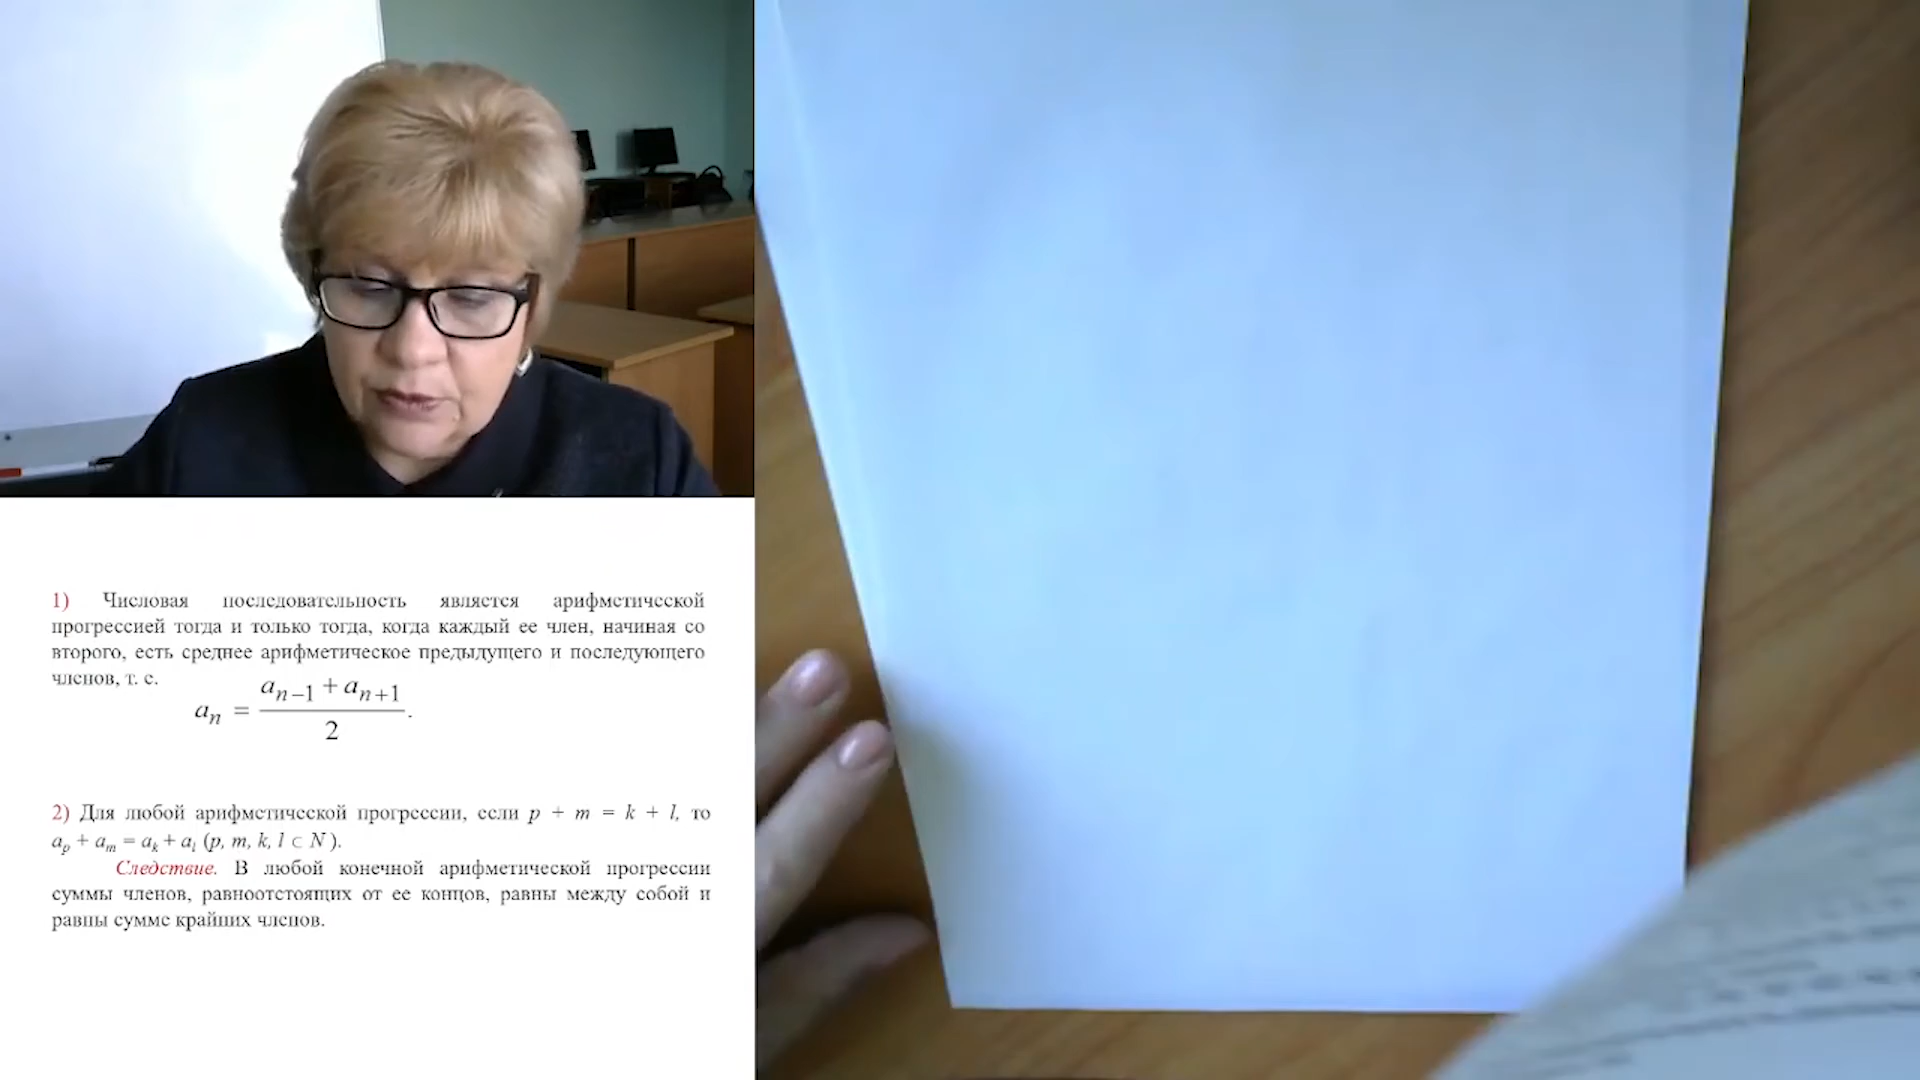 1) Числовая последовательность является арифметической
прогрессией тогда и только тогда, когда каждый ее член, начиная со
второго, есть среднее арифметическое предыдущего и последующего
членов, т. е.
aₙ = (aₙ₋₁ + aₙ₊₁) / 2.
2) Для любой арифметической прогрессии, если p + m = k + l, то
aₚ + aₘ = aₖ + aₗ (p, m, k, l ⊂ N ).
Следствие. В любой конечной арифметической прогрессии
суммы членов, равноотстоящих от ее концов, равны между собой и
равны сумме крайних членов.